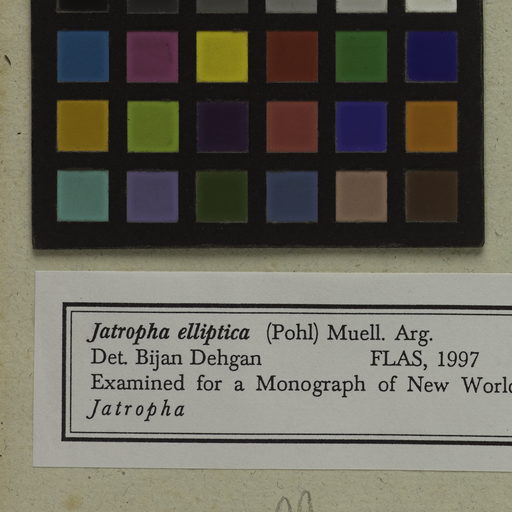 Jatropha elliptica (Pohl) Muell. Arg.
Det. Bijan Dehgan FLAS, 1997
Examined for a Monograph of New World
Jatropha